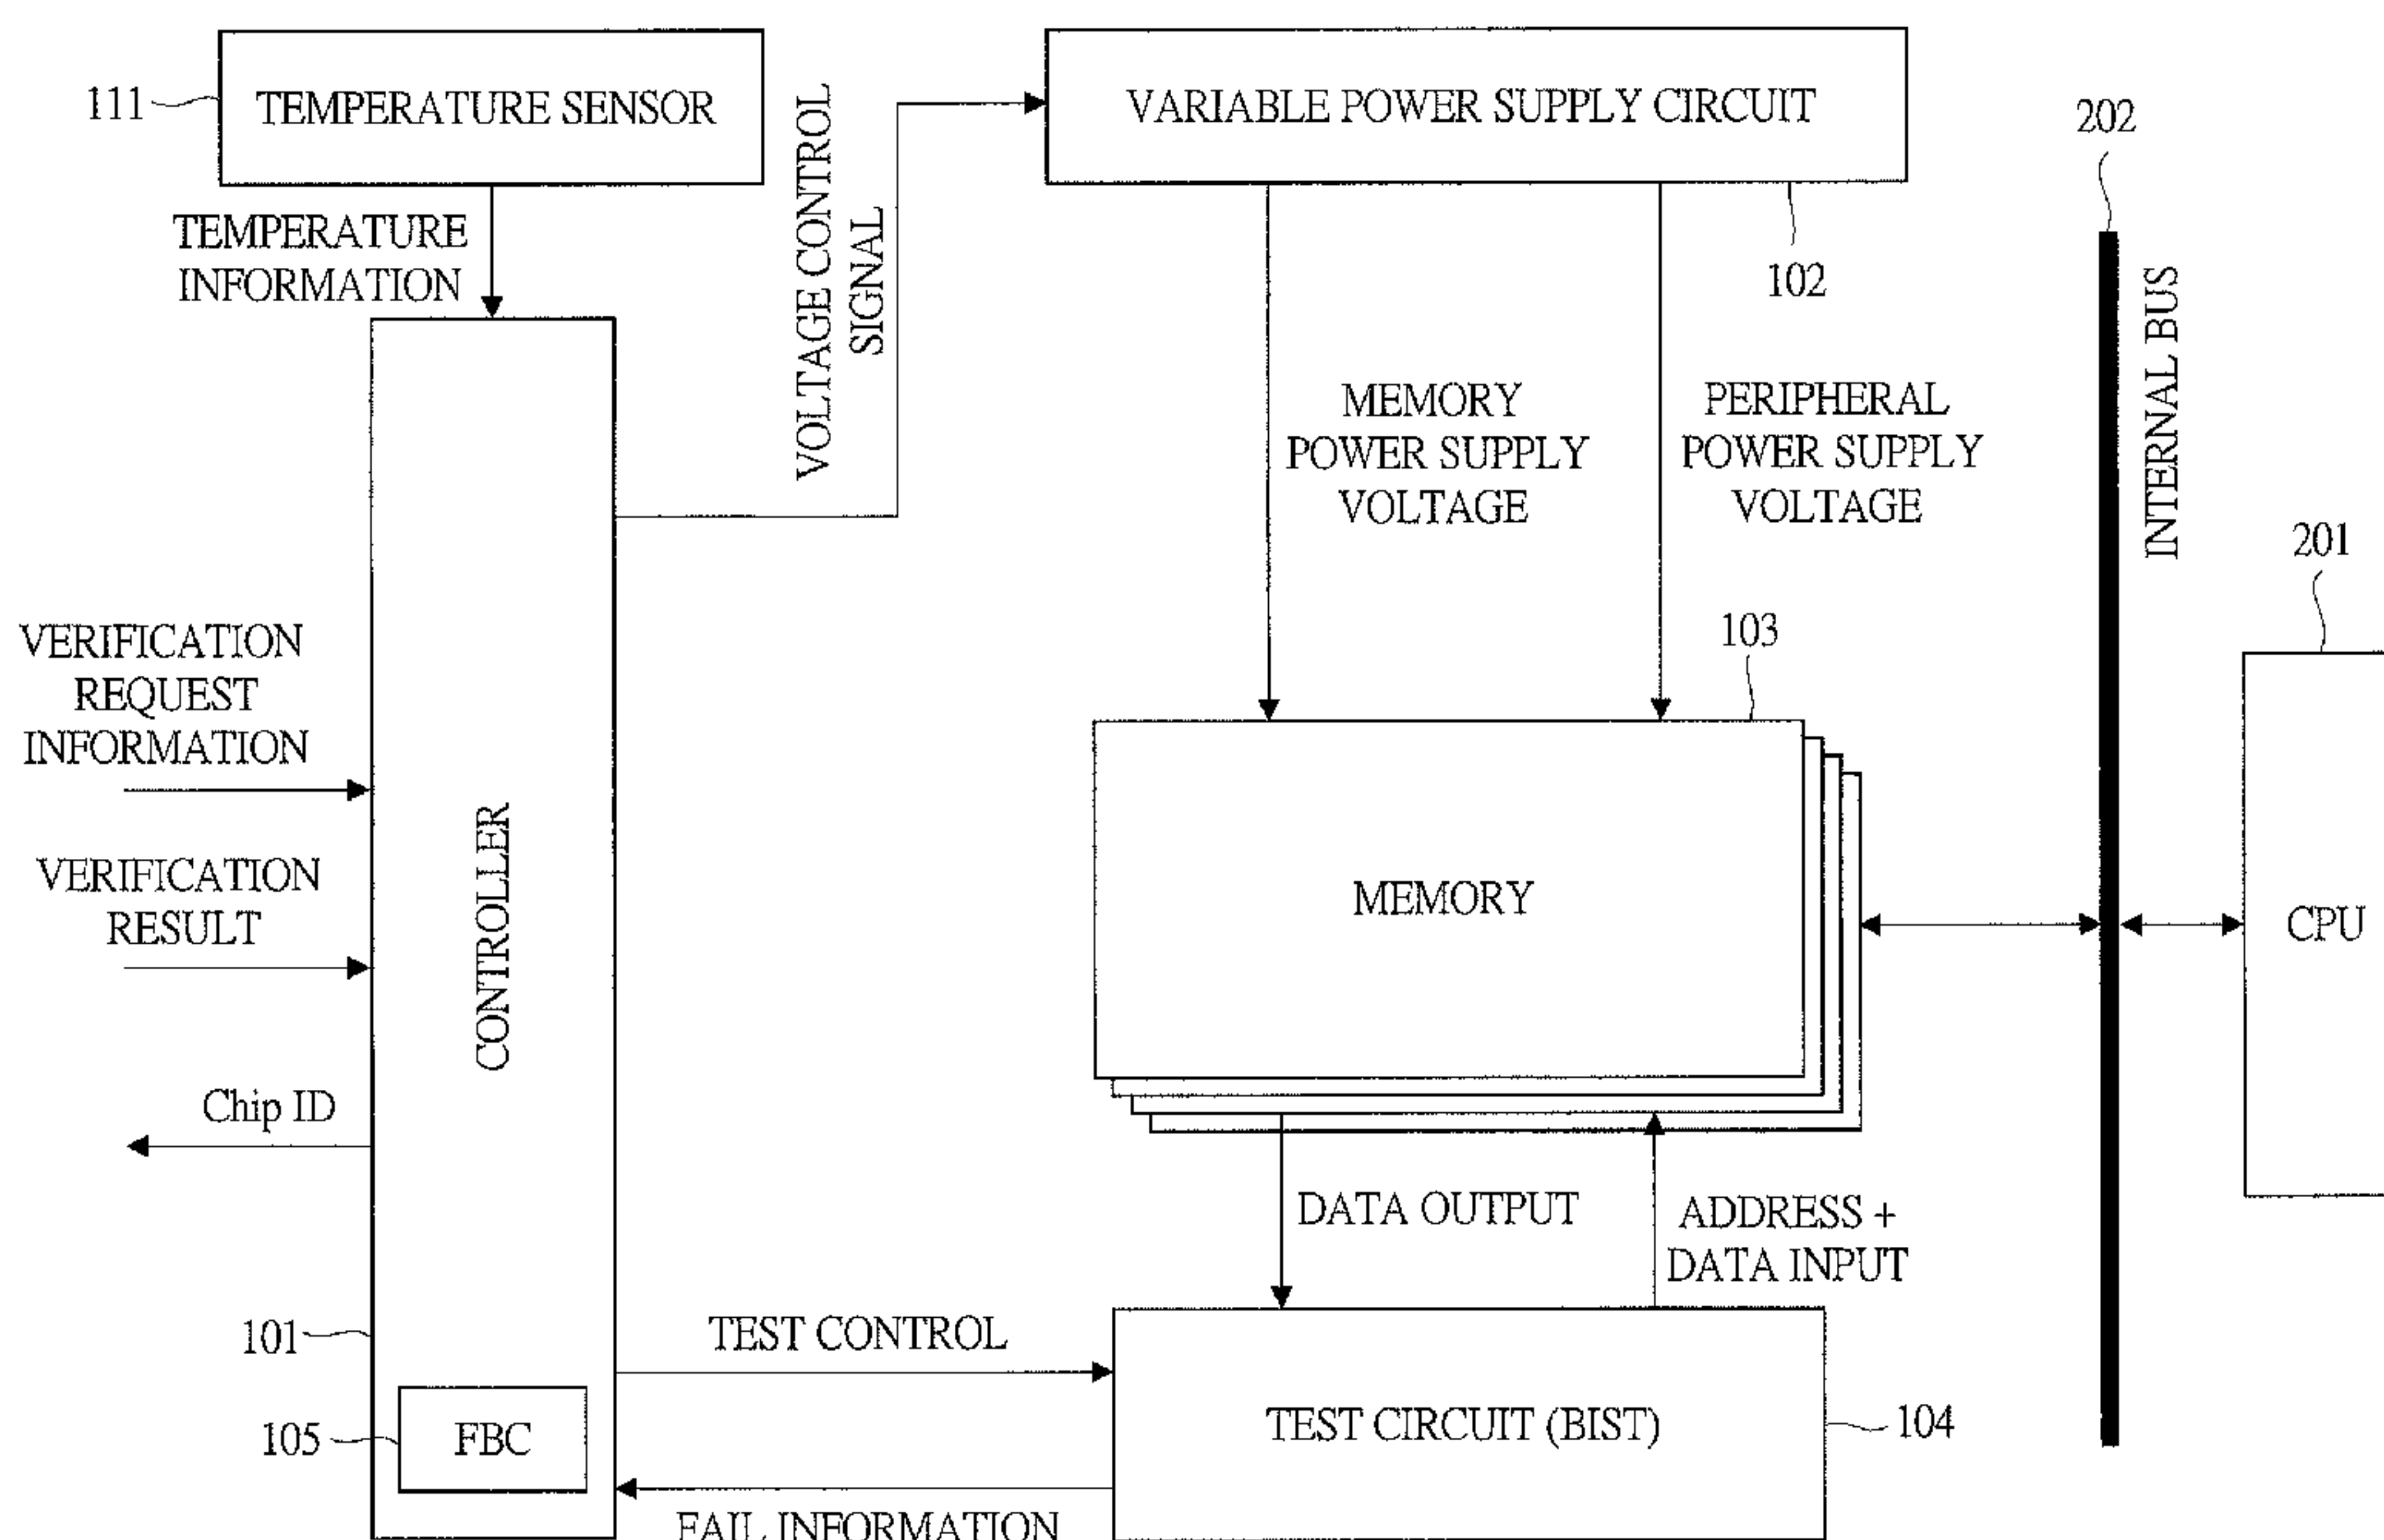 111
TEMPERATURE SENSOR
VARIABLE POWER SUPPLY CIRCUIT
102
TEMPERATURE
INFORMATION
VOLTAGE CONTROL
SIGNAL
202
INTERNAL BUS
MEMORY
POWER SUPPLY
VOLTAGE
PERIPHERAL
POWER SUPPLY
VOLTAGE
201
CPU
VERIFICATION
REQUEST
INFORMATION
VERIFICATION
RESULT
Chip ID
CONTROLLER
103
MEMORY
DATA OUTPUT
ADDRESS +
DATA INPUT
101
TEST CONTROL
105
FBC
TEST CIRCUIT (BIST)
104
FAIL INFORMATION